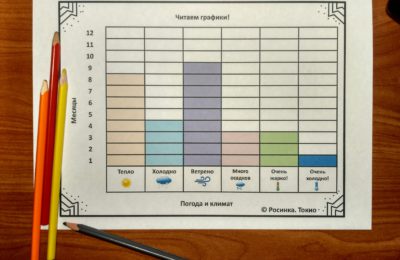 Читаем графики!
12
11
10
9
8
7
6
5
4
3
2
1
Месяцы
Тепло
Холодно
Ветрено
Много
осадков
Очень
жарко!
Очень
холодно!
Погода и климат
© Росинка. Токио